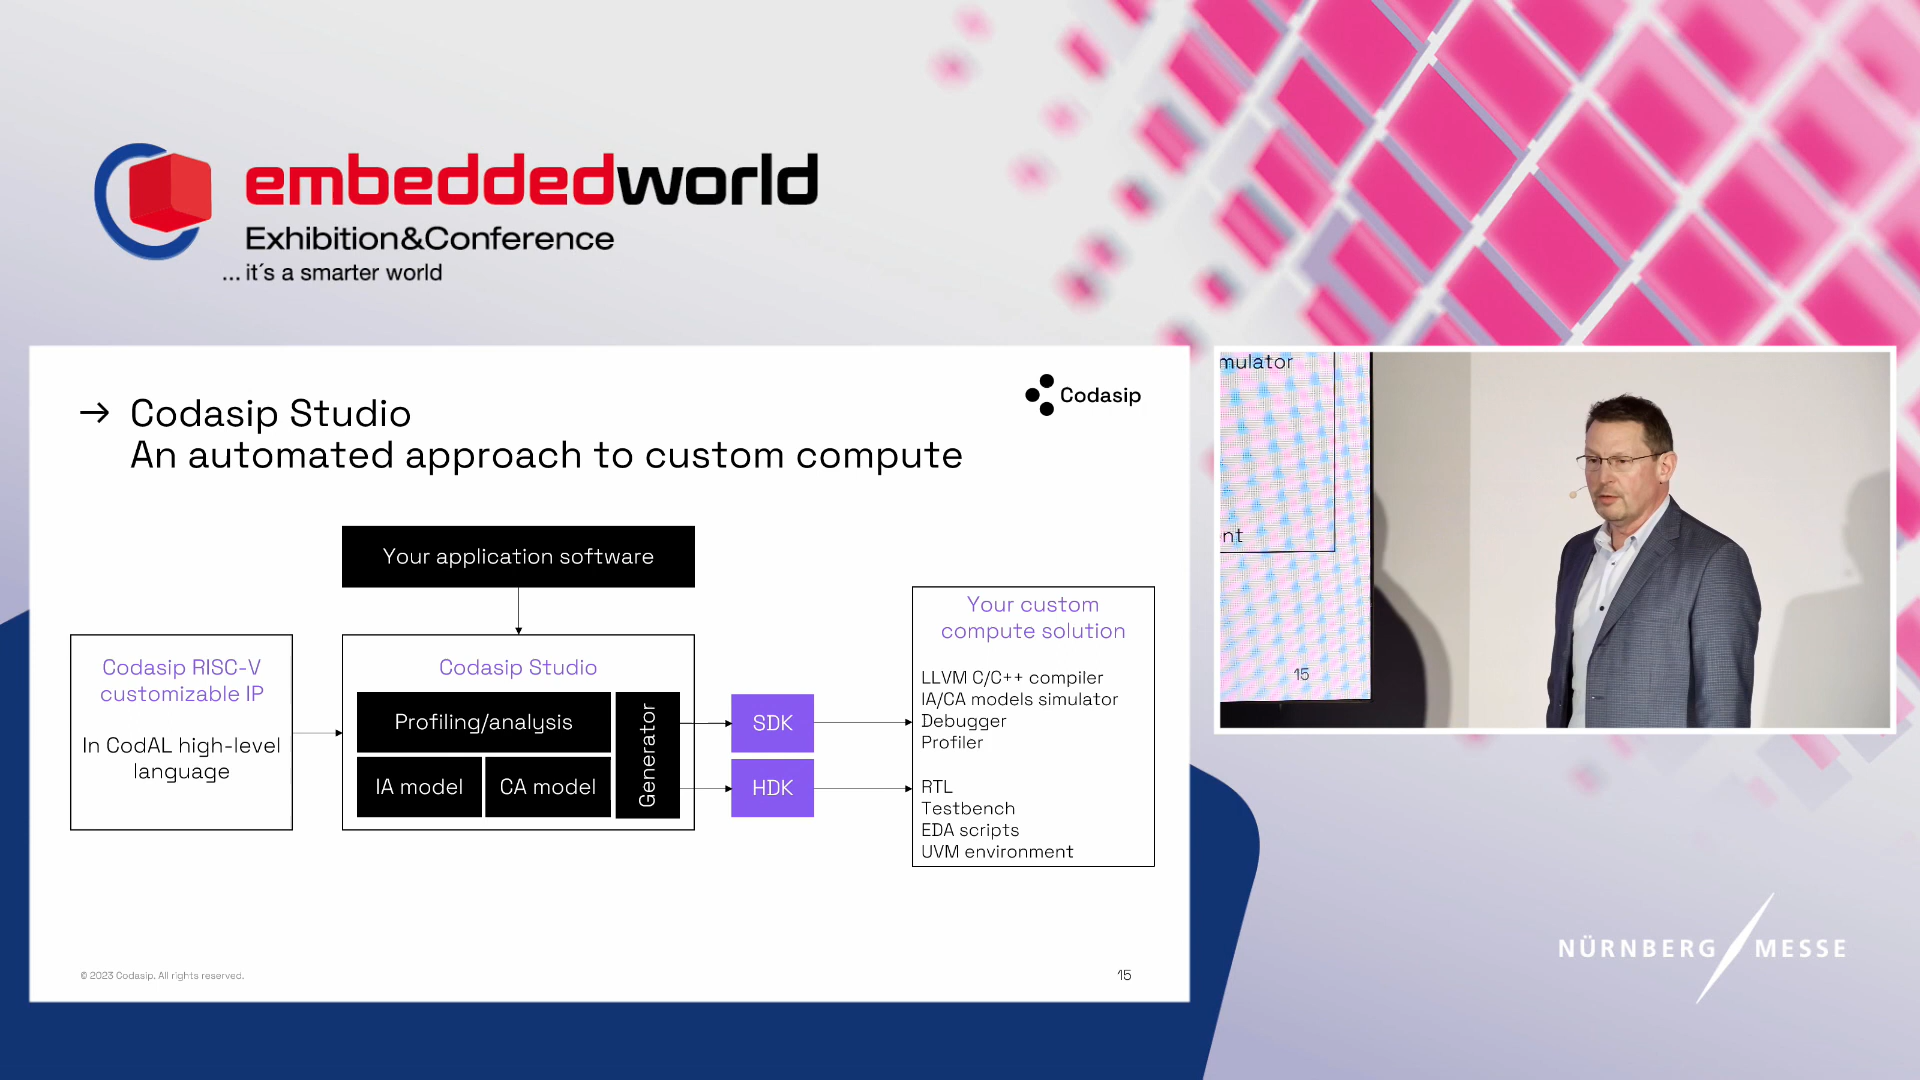 embeddedworld
Exhibition&Conference
... it´s a smarter world
→ Codasip Studio
An automated approach to custom compute
Codasip
Your application software
Codasip RISC-V
customizable IP
In CodAL high-level
language
Codasip Studio
Profiling/analysis
IA model
CA model
Generator
SDK
HDK
Your custom
compute solution
LLVM C/C++ compiler
IA/CA models simulator
Debugger
Profiler
RTL
Testbench
EDA scripts
UVM environment
© 2023 Codasip. All rights reserved.
15
mulator
nt
15
NÜRNBERG MESSE